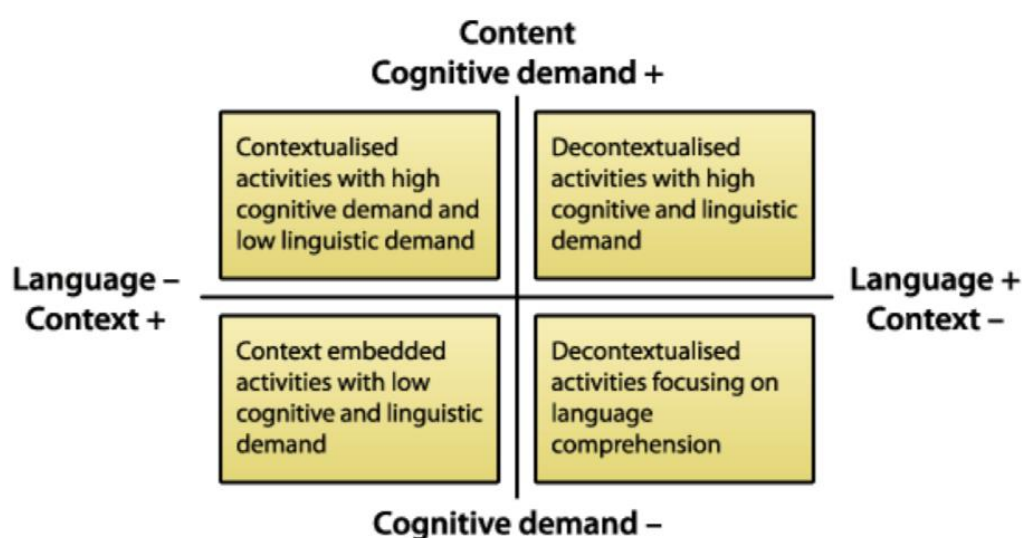 Content
Cognitive demand +
Contextualised
activities with high
cognitive demand and
low linguistic demand
Decontextualised
activities with high
cognitive and linguistic
demand
Language –
Context +
Language +
Context –
Context embedded
activities with low
cognitive and linguistic
demand
Decontextualised
activities focusing on
language
comprehension
Cognitive demand –